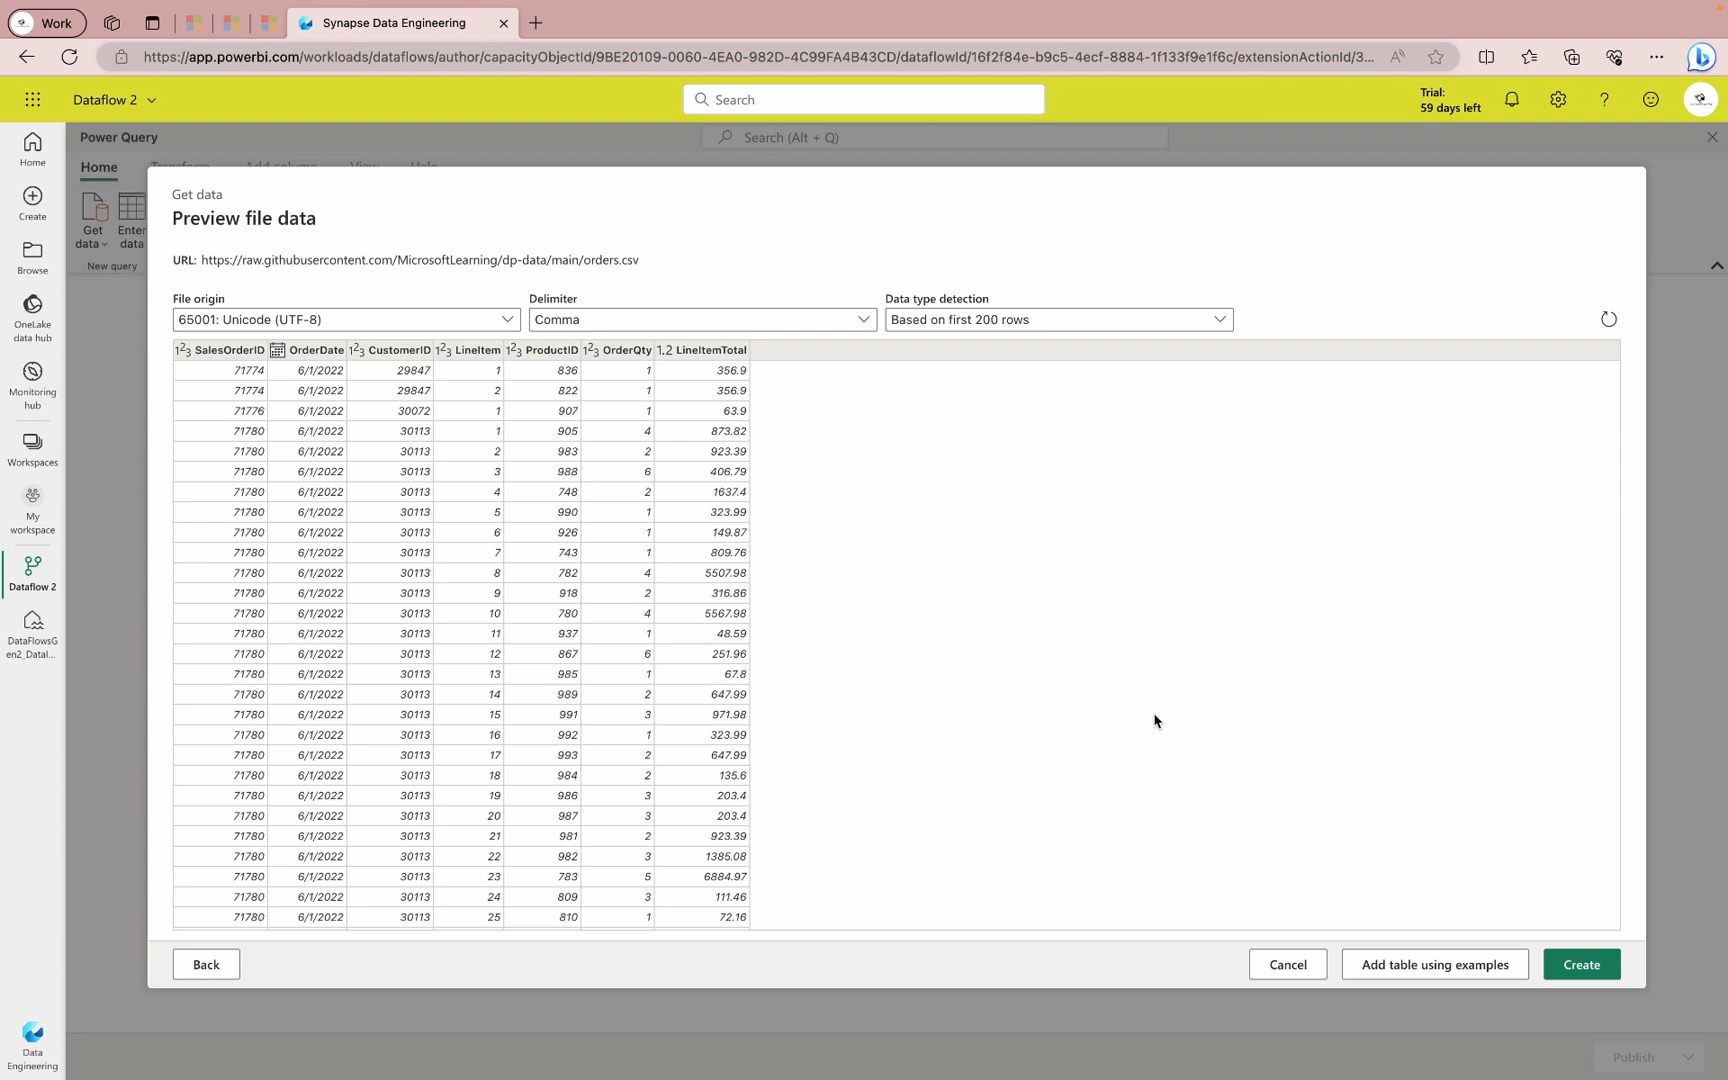 Work
Synapse Data Engineering
https://app.powerbi.com/workloads/dataflows/author/capacityObjectId/9BE20109-0060-4EA0-982D-4C99FA4B43CD/dataflowId/16f2f84e-b9c5-4ecf-8884-1f133f9e1f6c/extensionActionId/3...
Dataflow 2
Search
Trial:
59 days left
Home
Create
Browse
OneLake
data hub
Monitoring
hub
Workspaces
My
workspace
Dataflow 2
DataFlowsG
en2_DataI...
Data
Engineering
Power Query
Search (Alt + Q)
Home Transform Add column View Help
Get
data
Enter
data
New query
Get data
Preview file data
URL: https://raw.githubusercontent.com/MicrosoftLearning/dp-data/main/orders.csv
File origin Delimiter Data type detection
65001: Unicode (UTF-8) Comma Based on first 200 rows
1²3 SalesOrderID OrderDate 1²3 CustomerID 1²3 LineItem 1²3 ProductID 1²3 OrderQty 1.2 LineItemTotal
71774 6/1/2022 29847 1 836 1 356.9
71774 6/1/2022 29847 2 822 1 356.9
71776 6/1/2022 30072 1 907 1 63.9
71780 6/1/2022 30113 1 905 4 873.82
71780 6/1/2022 30113 2 983 2 923.39
71780 6/1/2022 30113 3 988 6 406.79
71780 6/1/2022 30113 4 748 2 1637.4
71780 6/1/2022 30113 5 990 1 323.99
71780 6/1/2022 30113 6 926 1 149.87
71780 6/1/2022 30113 7 743 1 809.76
71780 6/1/2022 30113 8 782 4 5507.98
71780 6/1/2022 30113 9 918 2 316.86
71780 6/1/2022 30113 10 780 4 5567.98
71780 6/1/2022 30113 11 937 1 48.59
71780 6/1/2022 30113 12 867 6 251.96
71780 6/1/2022 30113 13 985 1 67.8
71780 6/1/2022 30113 14 989 2 647.99
71780 6/1/2022 30113 15 991 3 971.98
71780 6/1/2022 30113 16 992 1 323.99
71780 6/1/2022 30113 17 993 2 647.99
71780 6/1/2022 30113 18 984 2 135.6
71780 6/1/2022 30113 19 986 3 203.4
71780 6/1/2022 30113 20 987 3 203.4
71780 6/1/2022 30113 21 981 2 923.39
71780 6/1/2022 30113 22 982 3 1385.08
71780 6/1/2022 30113 23 783 5 6884.97
71780 6/1/2022 30113 24 809 3 111.46
71780 6/1/2022 30113 25 810 1 72.16
Back Cancel Add table using examples Create
Publish